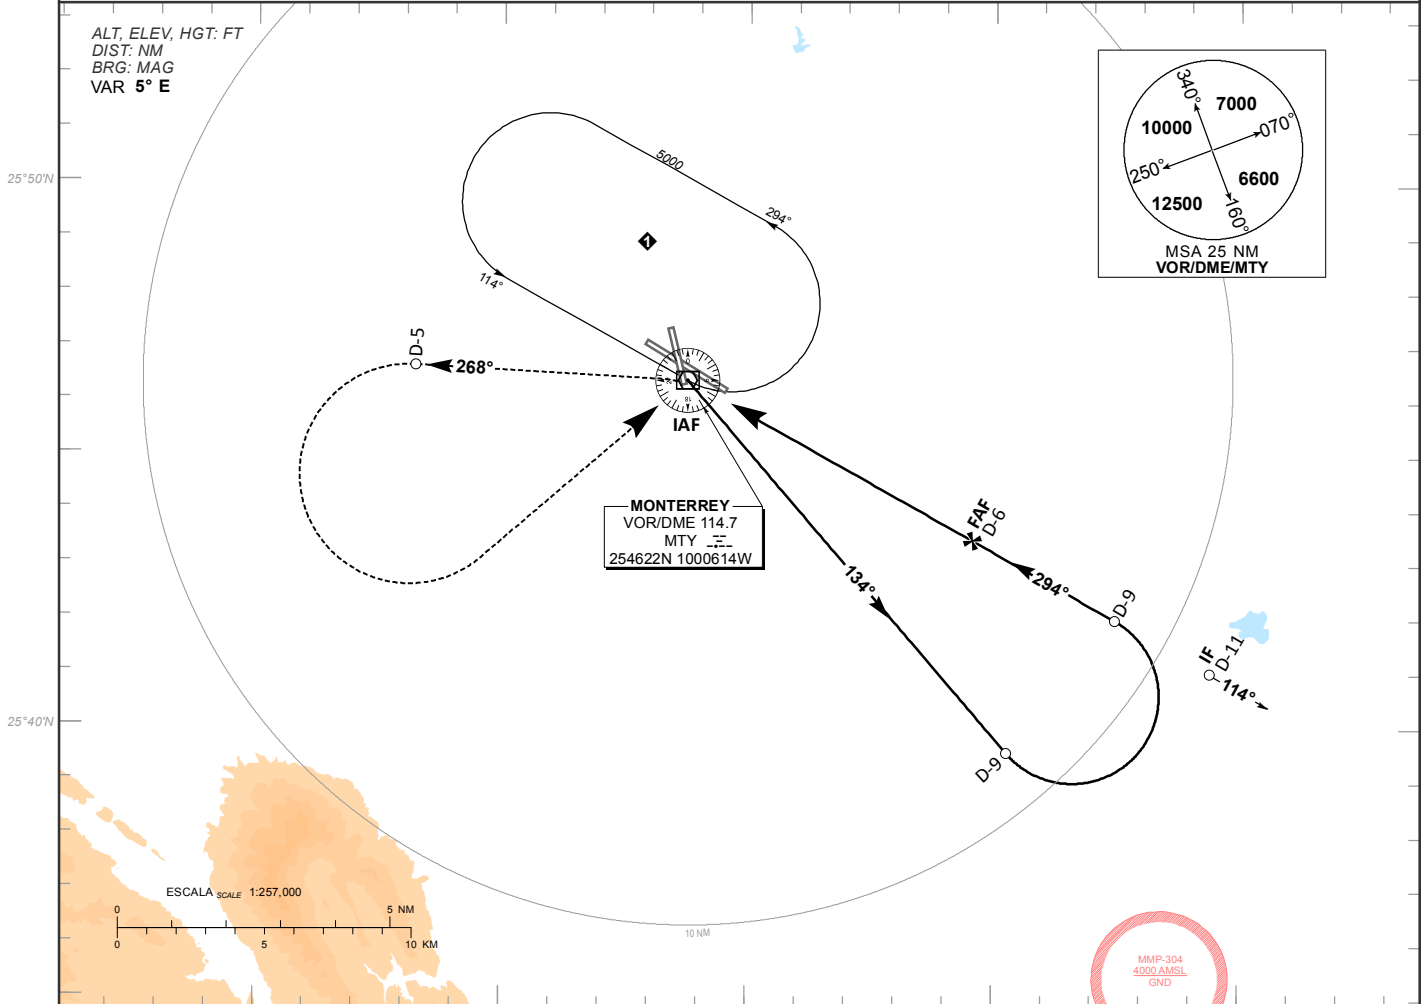 ALT, ELEV, HGT: FT
DIST: NM
BRG: MAG
VAR 5° E
340°
7000
10000
070°
250°
6600
12500
160°
MSA 25 NM
VOR/DME/MTY
25°50'N
5000
294°
1
114°
D-5
268°
0
18
IAF
MONTERREY
VOR/DME 114.7
MTY
254622N 1000614W
FAF
D-6
134°
294°
D-9
IF
D-11
114°
25°40'N
D-9
ESCALA SCALE 1:257,000
0 5 NM
0 5 10 KM
10 NM
MMP-304
4000 AMSL
GND